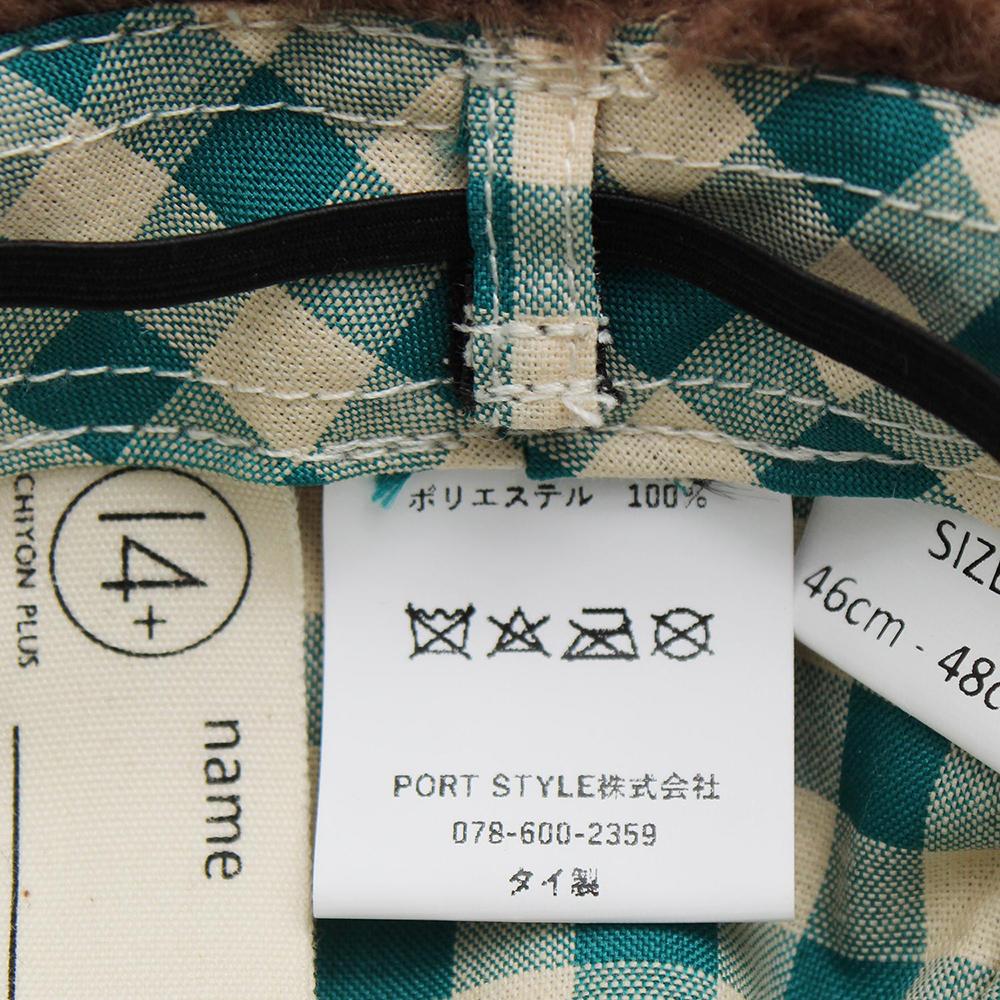 14+
CHIYON PLUS
name
ポリエステル 100%
PORT STYLE株式会社
078-600-2359
タイ製
SIZE
46cm - 48c